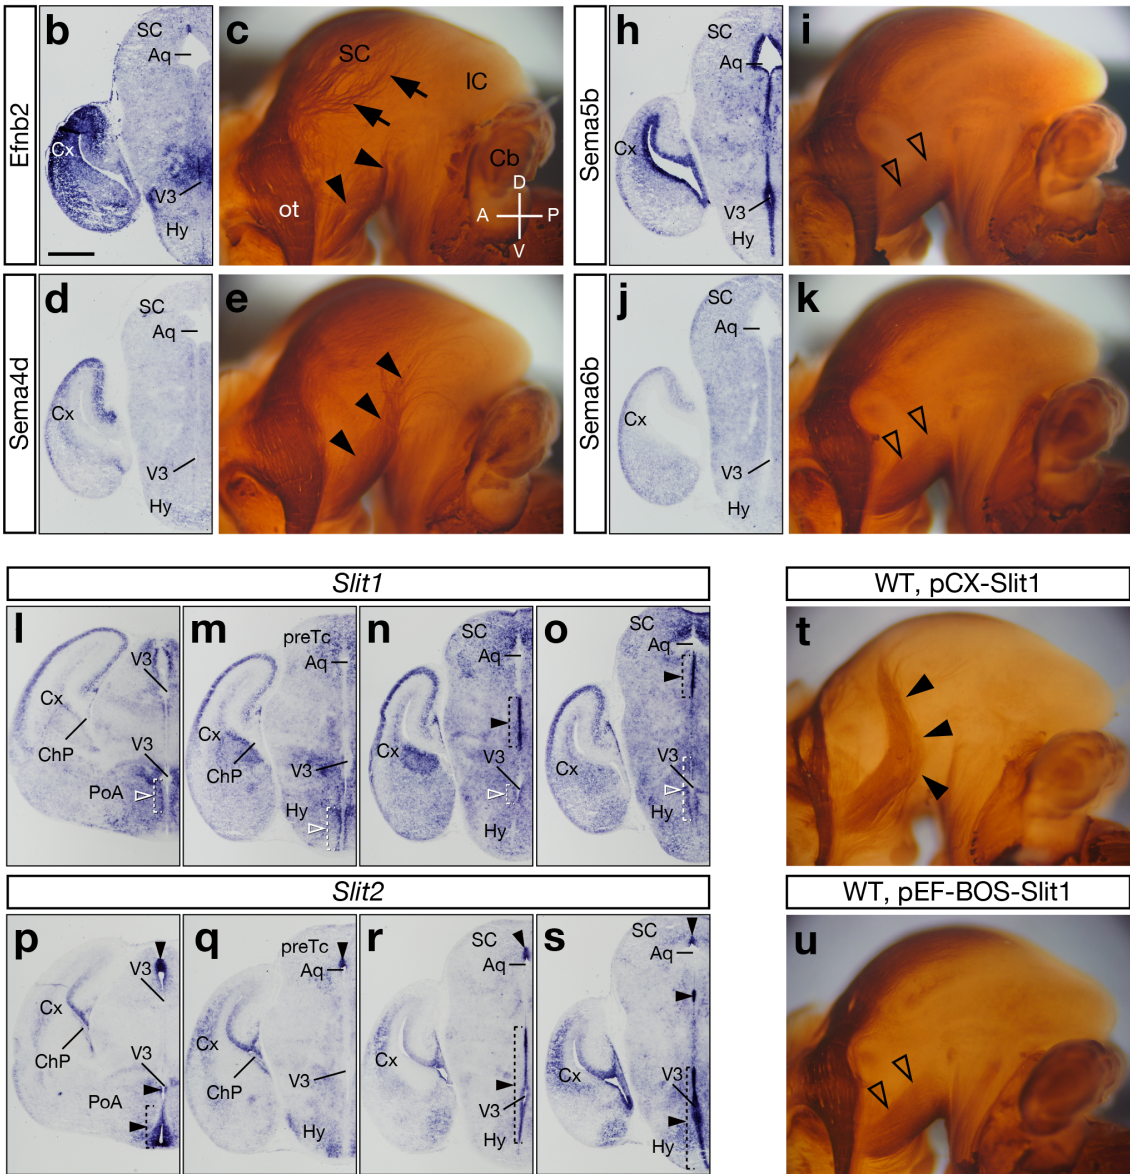 Efnb2
b
SC
Aq
Cx
V3
Hy
c
SC
IC
Cb
ot
D
A
P
V
Sema5b
h
SC
Aq
Cx
V3
Hy
i
Sema4d
d
SC
Aq
Cx
V3
Hy
e
Sema6b
j
SC
Aq
Cx
V3
Hy
k
Slit1
l
V3
Cx
ChP
V3
PoA
m
preTc
Aq
Cx
ChP
V3
Hy
n
SC
Aq
Cx
V3
Hy
o
SC
Aq
Cx
V3
Hy
WT, pCX-Slit1
t
Slit2
p
V3
Cx
ChP
V3
PoA
q
preTc
Aq
Cx
ChP
V3
Hy
r
SC
Aq
Cx
V3
Hy
s
SC
Aq
Cx
V3
Hy
WT, pEF-BOS-Slit1
u